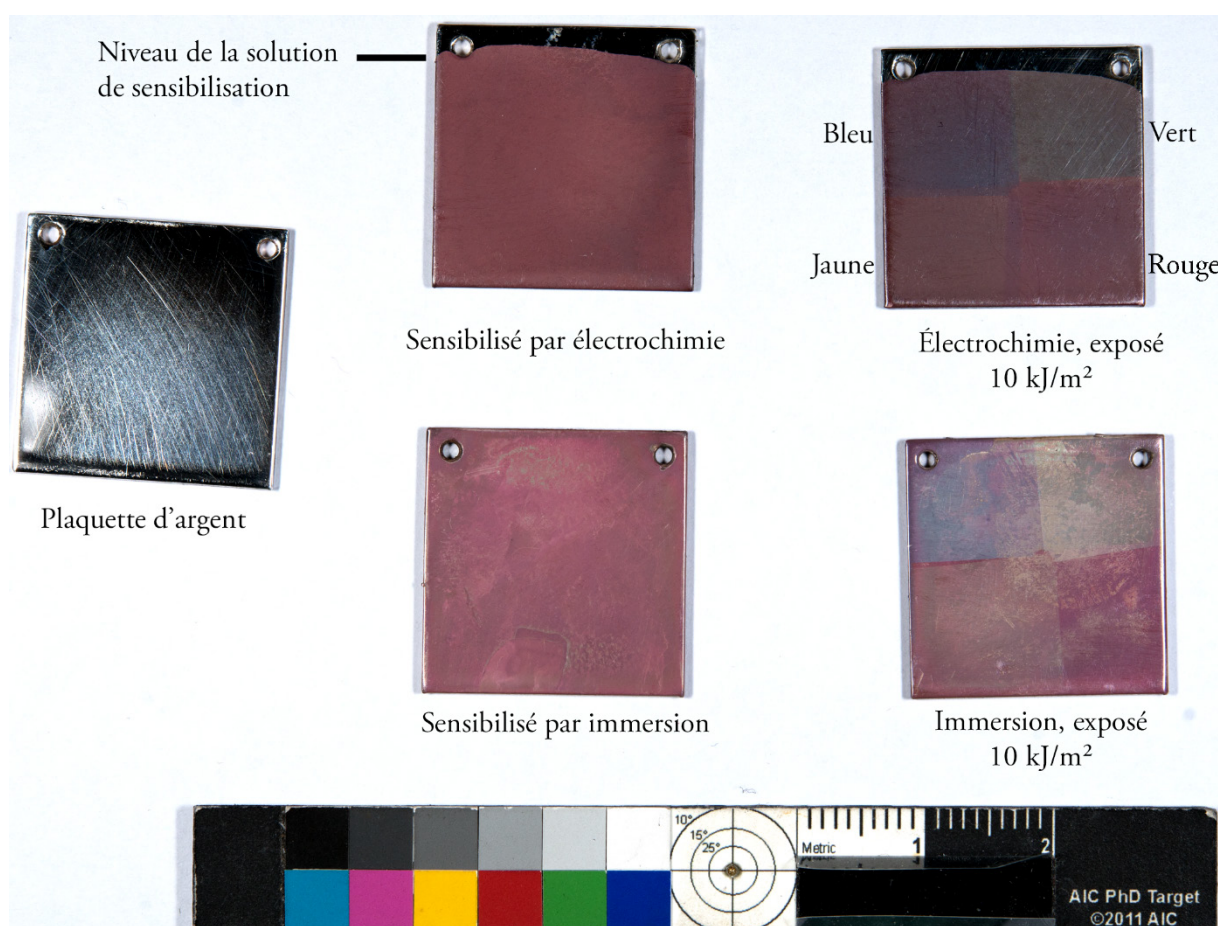 Niveau de la solution
de sensibilisation
Bleu
Vert
Jaune
Rouge
Sensibilisé par électrochimie
Électrochimie, exposé
10 kJ/m²
Plaquette d'argent
Sensibilisé par immersion
Immersion, exposé
10 kJ/m²
10°
15°
25°
Metric
1
2
AIC PhD Target
©2011 AIC